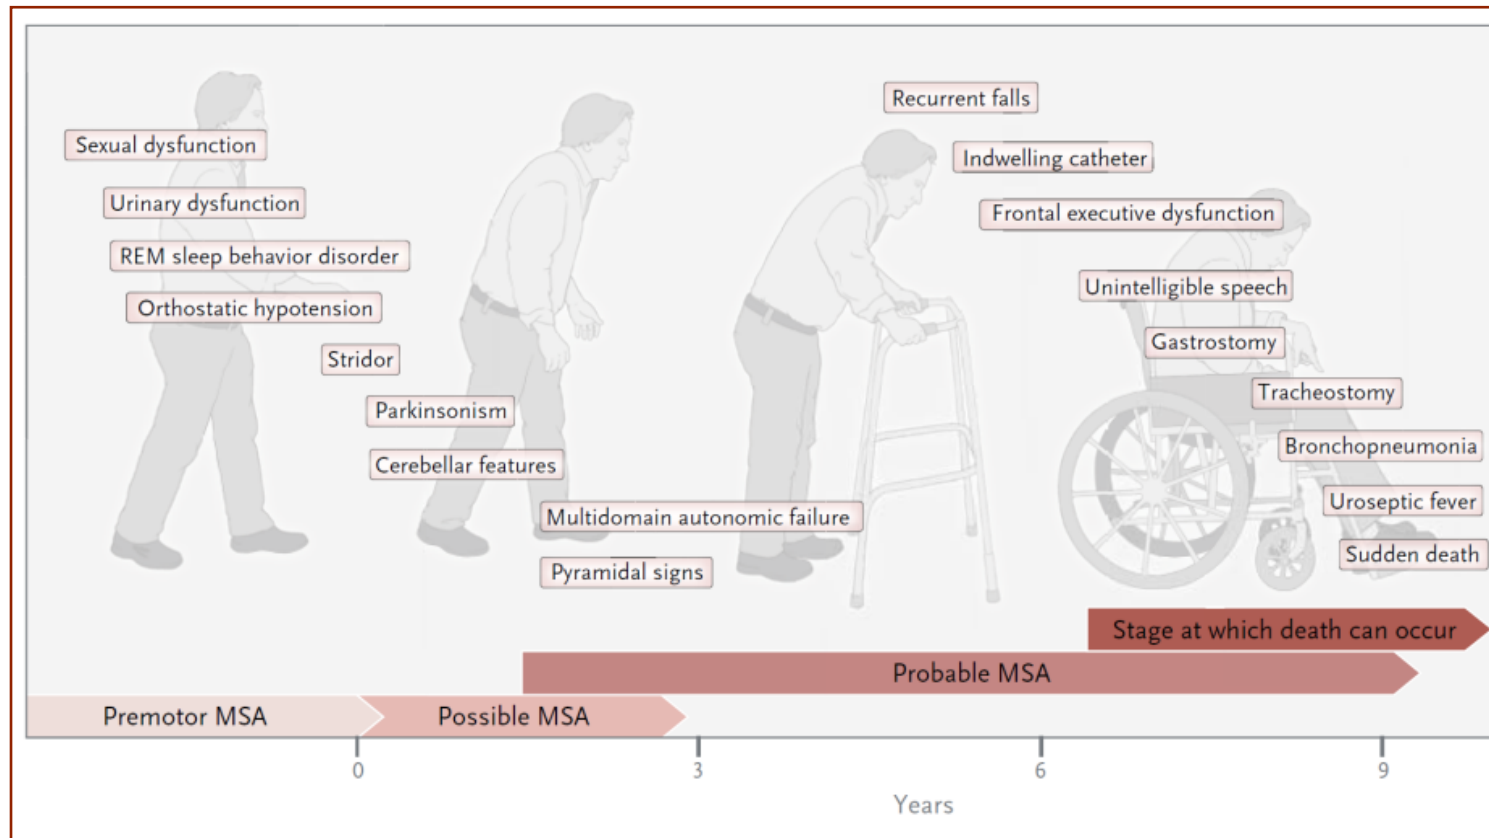 Recurrent falls
Sexual dysfunction
Indwelling catheter
Urinary dysfunction
Frontal executive dysfunction
REM sleep behavior disorder
Unintelligible speech
Orthostatic hypotension
Gastrostomy
Stridor
Tracheostomy
Parkinsonism
Bronchopneumonia
Cerebellar features
Uroseptic fever
Multidomain autonomic failure
Sudden death
Pyramidal signs
Stage at which death can occur
Probable MSA
Premotor MSA
Possible MSA
0
3
6
9
Years